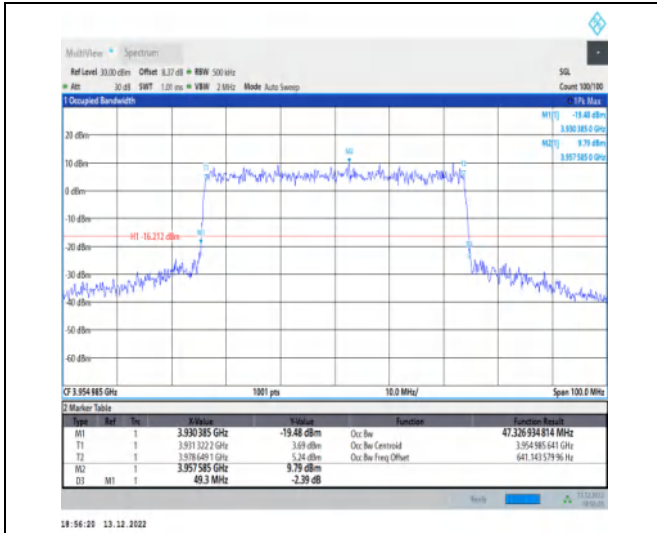 MultiView Spectrum
Ref Level 30.00 dBm Offset 8.37 dB RBW 500 kHz SGL
Att 30 dB SWT 1.01 ms VBW 2 MHz Mode Auto Sweep Count 100/100
1 Occupied Bandwidth 1Pk Max
M1[1] -19.48 dBm
3.930 385 0 GHz
20 dBm M2[1] 9.79 dBm
3.957 585 0 GHz
M2
10 dBm T1 T2
0 dBm
-10 dBm
H1 -16.212 dBm M1
-20 dBm
-30 dBm
-40 dBm
-50 dBm
-60 dBm
CF 3.954 985 GHz 1001 pts 10.0 MHz/ Span 100.0 MHz
2 Marker Table
Type Ref Trc X-Value Y-Value Function Function Result
M1 1 3.930 385 GHz -19.48 dBm Occ Bw 47.326 934 814 MHz
T1 1 3.931 322 2 GHz 3.69 dBm Occ Bw Centroid 3.954 985 641 GHz
T2 1 3.978 649 1 GHz 5.24 dBm Occ Bw Freq Offset 641.143 579 96 Hz
M2 1 3.957 585 GHz 9.79 dBm
D3 M1 1 49.3 MHz -2.39 dB
Ready 13.12.2022
18:56:20 13.12.2022